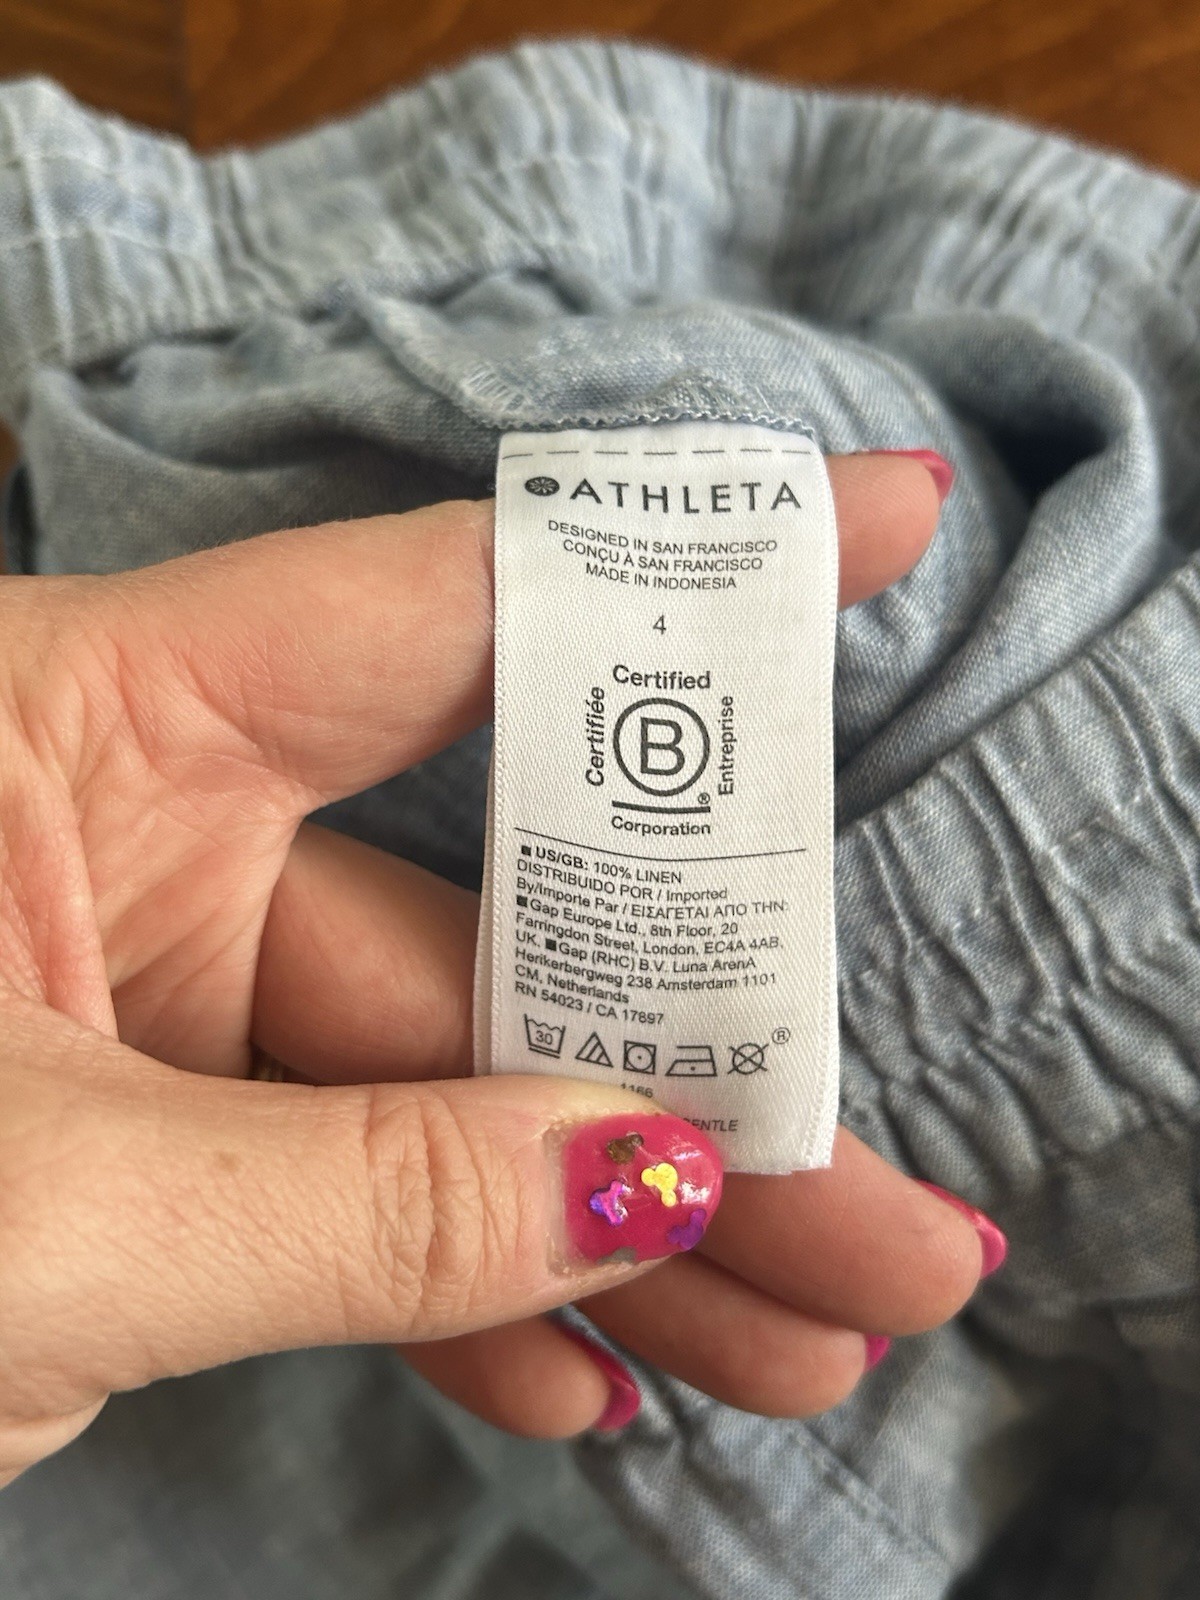 ATHLETA
DESIGNED IN SAN FRANCISCO
CONÇU À SAN FRANCISCO
MADE IN INDONESIA
4
Certified
Certifiée
B
Entreprise
®
Corporation
■ US/GB: 100% LINEN
DISTRIBUIDO POR / Imported
By/Importe Par / ΕΙΣΑΓΕΤΑΙ ΑΠΟ ΤΗΝ:
■ Gap Europe Ltd., 8th Floor, 20
Farringdon Street, London, EC4A 4AB,
UK, ■ Gap (RHC) B.V. Luna ArenA
Herikerbergweg 238 Amsterdam 1101
CM, Netherlands
RN 54023 / CA 17897
30
®
1166